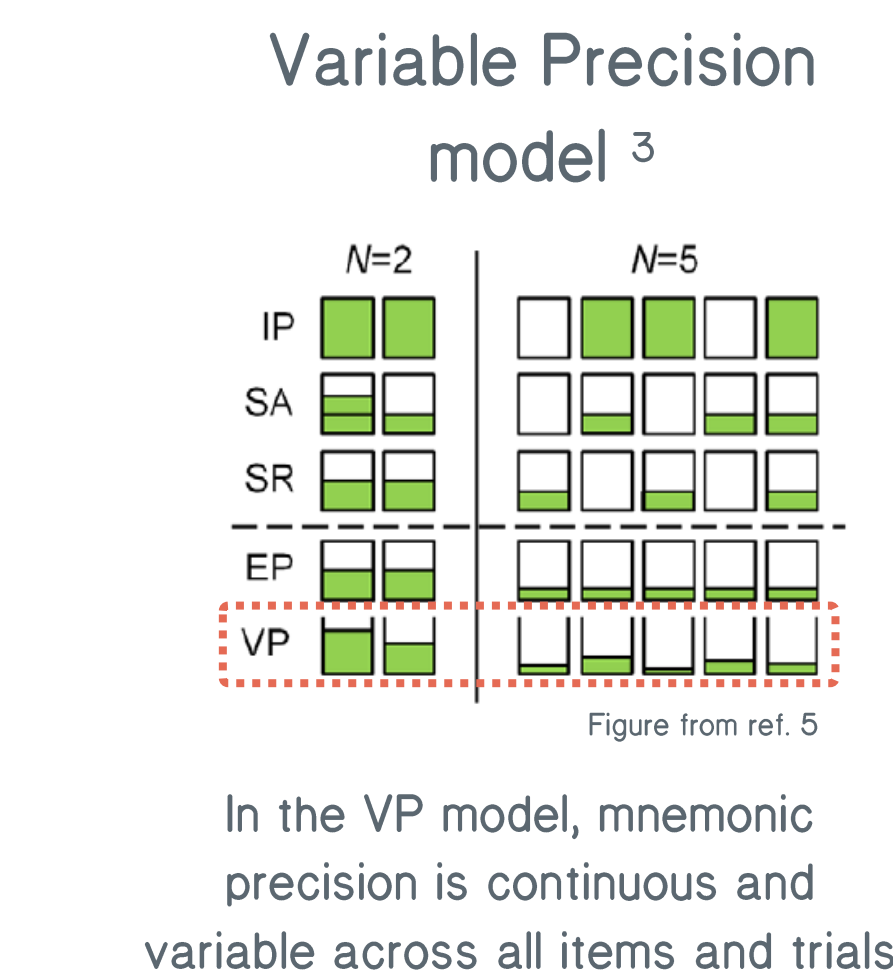 Variable Precision
model ³
N=2 N=5
IP
SA
SR
EP
VP
Figure from ref. 5
In the VP model, mnemonic
precision is continuous and
variable across all items and trials